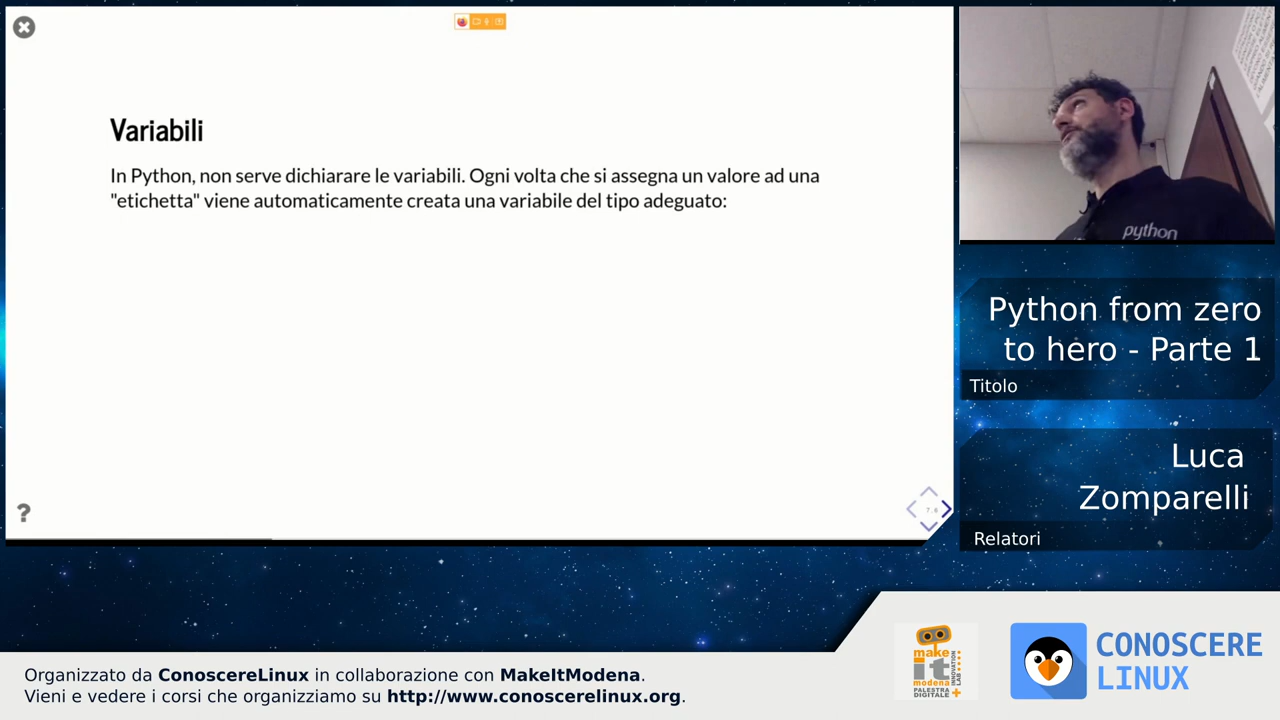 Variabili
In Python, non serve dichiarare le variabili. Ogni volta che si assegna un valore ad una
"etichetta" viene automaticamente creata una variabile del tipo adeguato:
?
python
Python from zero
to hero - Parte 1
Titolo
Luca
Zomparelli
Relatori
make
it
modena
PALESTRA
DIGITALE
INNOVATION
LAB
CONOSCERE
LINUX
Organizzato da ConoscereLinux in collaborazione con MakeItModena.
Vieni e vedere i corsi che organizziamo su http://www.conoscerelinux.org.